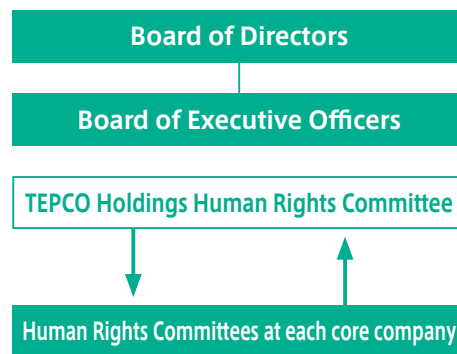 Board of Directors
Board of Executive Officers
TEPCO Holdings Human Rights Committee
Human Rights Committees at each core company